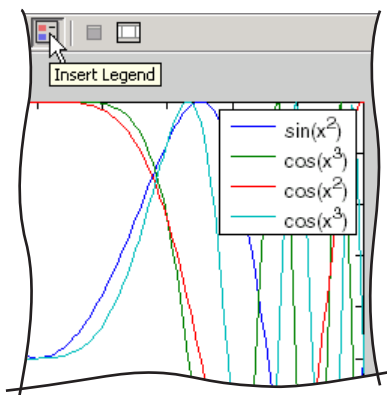 Insert Legend
sin(x²)
cos(x³)
cos(x²)
cos(x³)